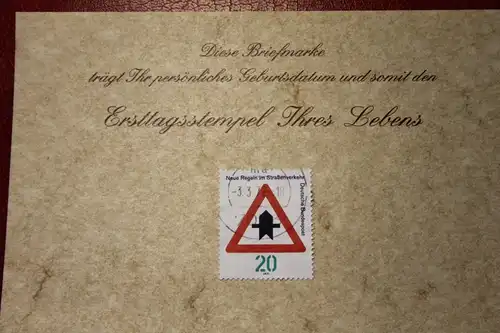 Diese Briefmarke
trägt Ihr persönliches Geburtsdatum und somit den
Ersttagsstempel Ihres Lebens
Neue Regeln im Straßenverkehr
Deutsche Bundespost
20